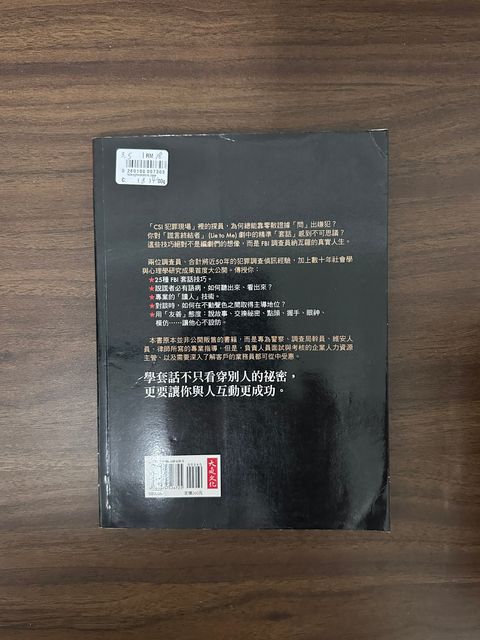 RM
「CSI 犯罪現場」裡的探員，為何總能靠零散證據「問」出嫌犯？
你對「謊言終結者」(Lie to Me) 劇中的精準「套話」感到不可思議？
這些技巧絕對不是編劇們的想像，而是 FBI 調查員納瓦羅的真實人生。
兩位調查員、合計將近50年的犯罪調查偵訊經驗，加上數十年社會學
與心理學研究成果首度大公開。傳授你：
★25種 FBI 套話技巧。
★說謊者必有語病，如何聽出來、看出來？
★專業的「讀人」技術。
★對談時，如何在不動聲色之間取得主導地位？
★用「友善」態度：說故事、交換祕密、點頭、握手、眼神、
模仿……讓他心不設防。
本書原本並非公開販售的書籍，而是專為警察、調查局幹員、維安人
員、律師所寫的專業指導，但是，負責人員面試與考核的企業人力資源
主管、以及需要深入了解客戶的業務員都可從中受惠。
學套話不只看穿別人的祕密，
更要讓你與人互動更成功。
大是文化